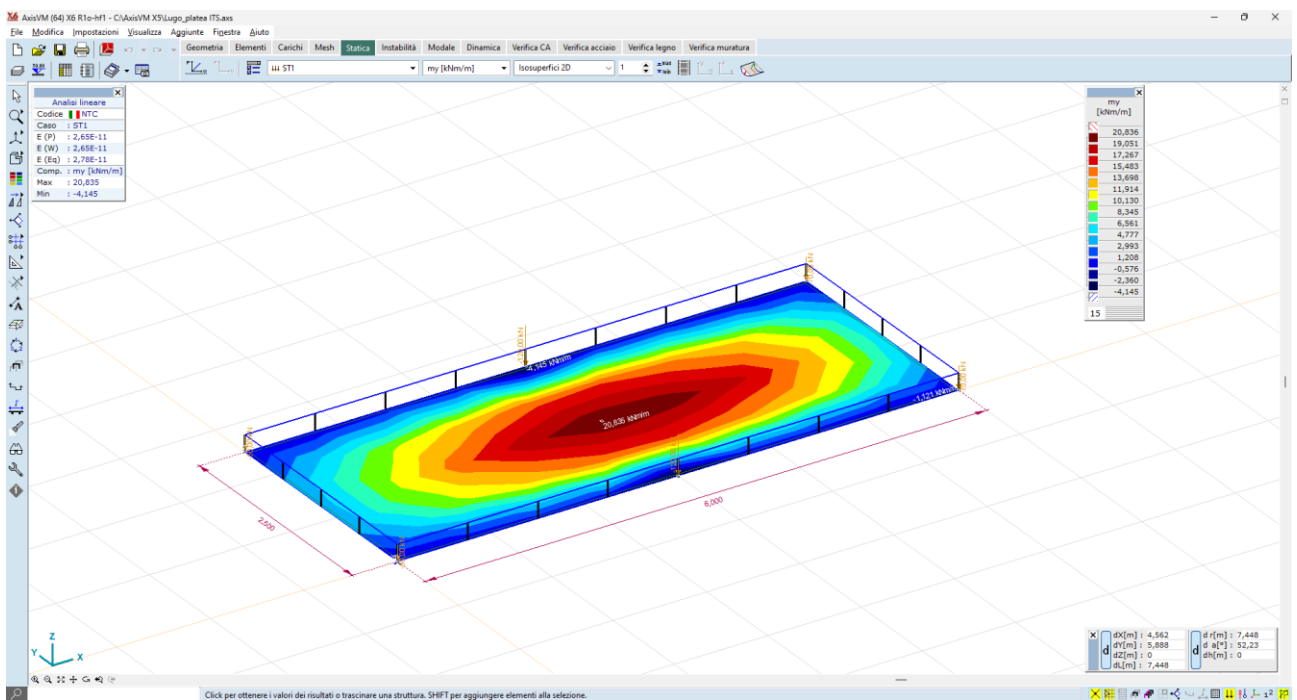 AxisVM (64) X6 R1o-hf1 - C:\AxisVM X5\Lugo_platea ITS.axs
File Modifica Impostazioni Visualizza Aggiunte Finestra Aiuto
Geometria Elementi Carichi Mesh Statica Instabilità Modale Dinamica Verifica CA Verifica acciaio Verifica legno Verifica muratura
ST1 my [kNm/m] Isosuperfici 2D 1
Analisi lineare
Codice NTC
Caso : ST1
E (P) : 2,65E-11
E (W) : 2,65E-11
E (Eq) : 2,78E-11
Comp. : my [kNm/m]
Max : 20,835
Min : -4,145
my
[kNm/m]
20,836
19,051
17,267
15,483
13,698
11,914
10,130
8,345
6,561
4,777
2,993
1,208
-0,576
-2,360
-4,145
15
-4,145 kNm/m
20,835 kNm/m
-1,121 kNm/m
2,500
6,000
Z
Y
X
d
dX[m] : 4,562
dY[m] : 5,888
dZ[m] : 0
dL[m] : 7,448
d
d r[m] : 7,448
d a[°] : 52,23
dh[m] : 0
Click per ottenere i valori dei risultati o trascinare una struttura. SHIFT per aggiungere elementi alla selezione.